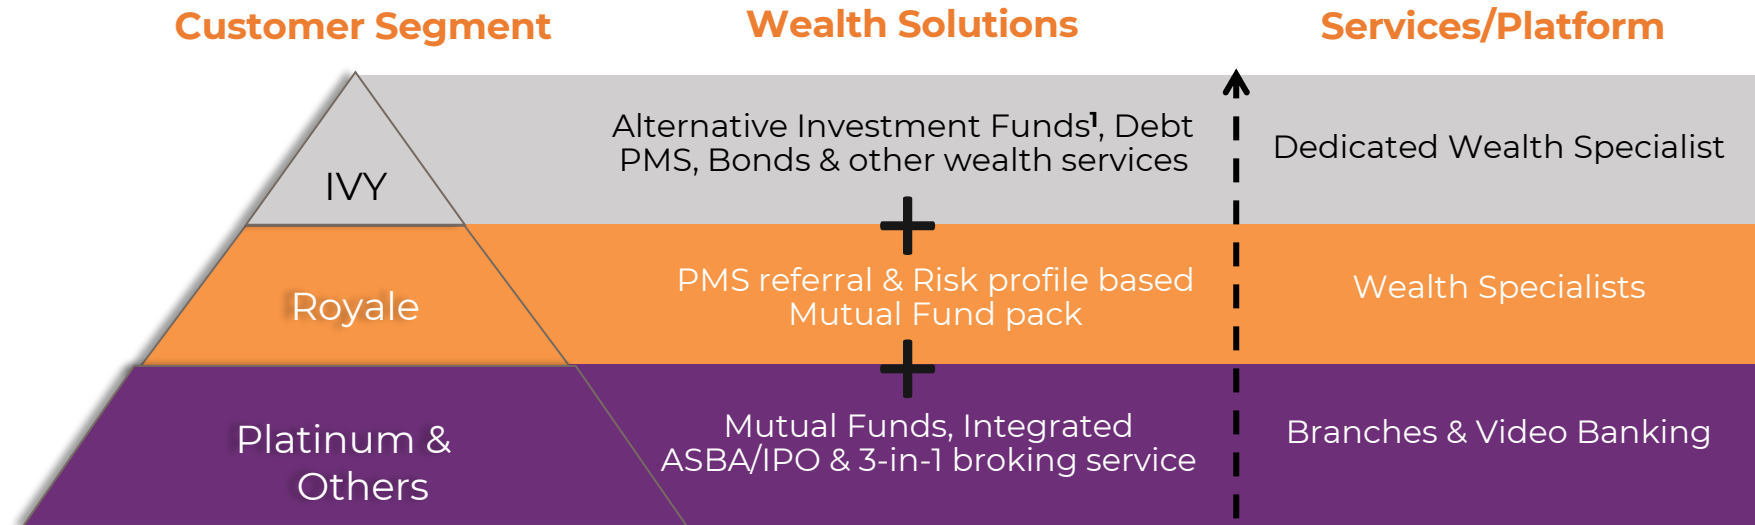 Customer Segment
Wealth Solutions
Services/Platform
IVY
Alternative Investment Funds¹, Debt
PMS, Bonds & other wealth services
Dedicated Wealth Specialist
Royale
PMS referral & Risk profile based
Mutual Fund pack
Wealth Specialists
Platinum &
Others
Mutual Funds, Integrated
ASBA/IPO & 3-in-1 broking service
Branches & Video Banking